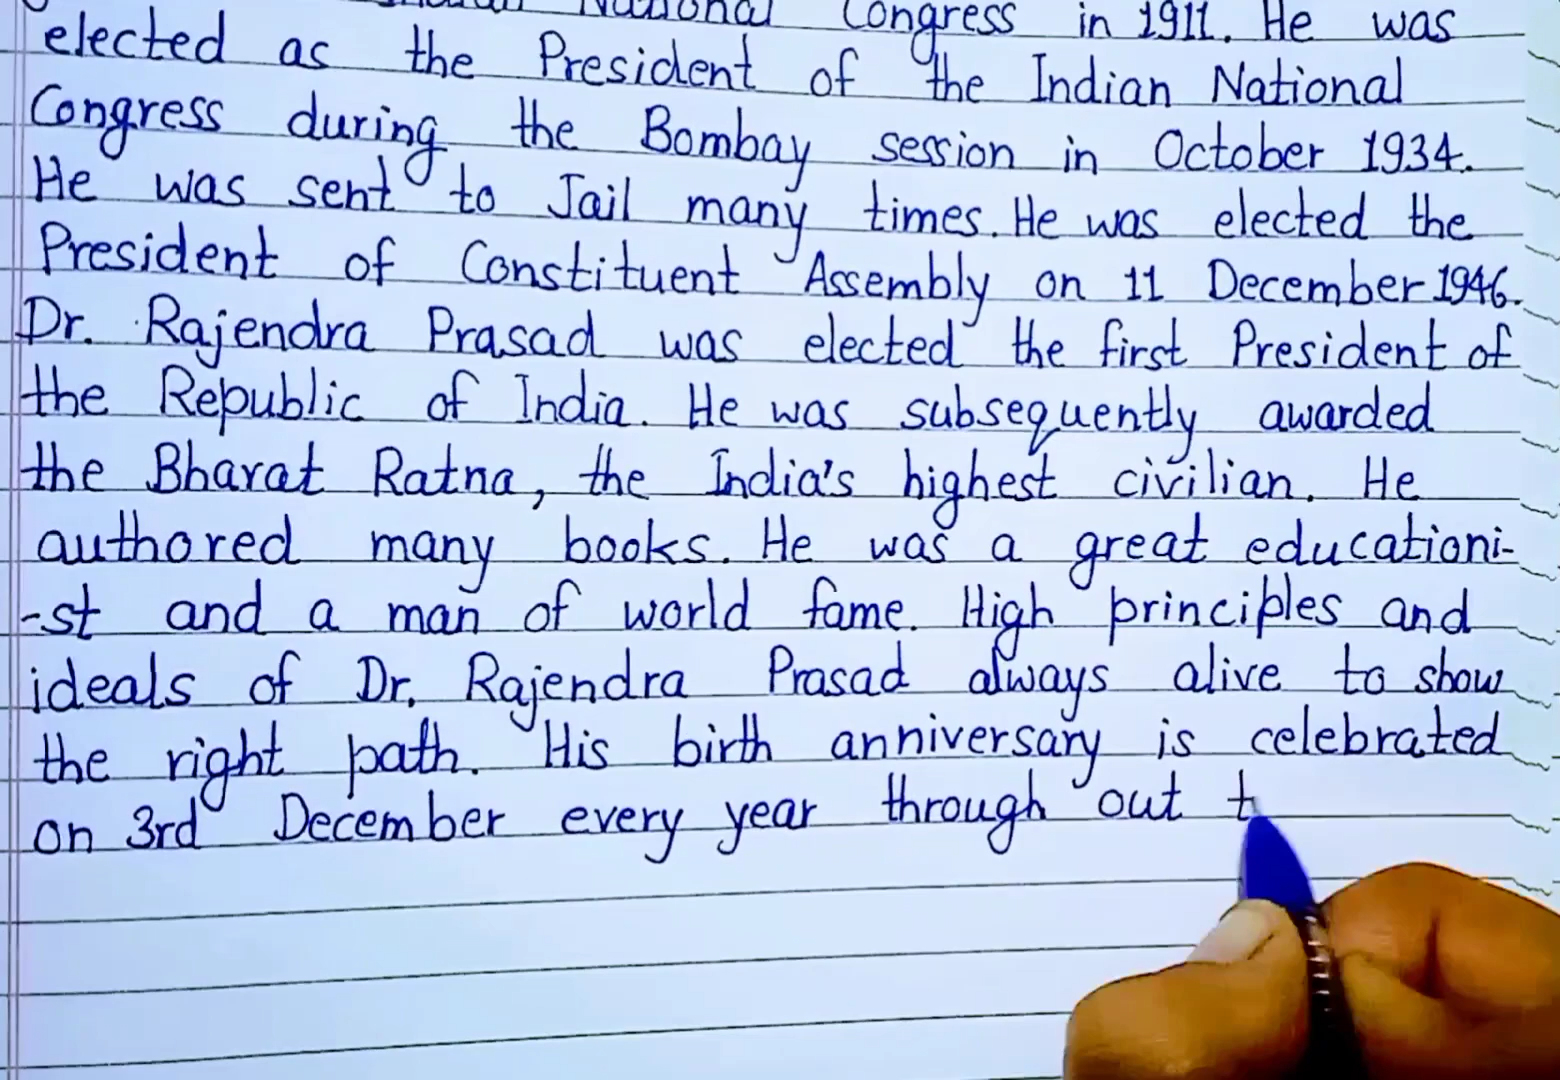 Indian National Congress in 1911. He was
elected as the President of the Indian National
Congress during the Bombay session in October 1934.
He was sent to Jail many times. He was elected the
President of Constituent Assembly on 11 December 1946.
Dr. Rajendra Prasad was elected the first President of
the Republic of India. He was subsequently awarded
the Bharat Ratna, the India's highest civilian. He
authored many books. He was a great educationi-
-st and a man of world fame. High principles and
ideals of Dr. Rajendra Prasad always alive to show
the right path. His birth anniversary is celebrated
on 3rd December every year through out t